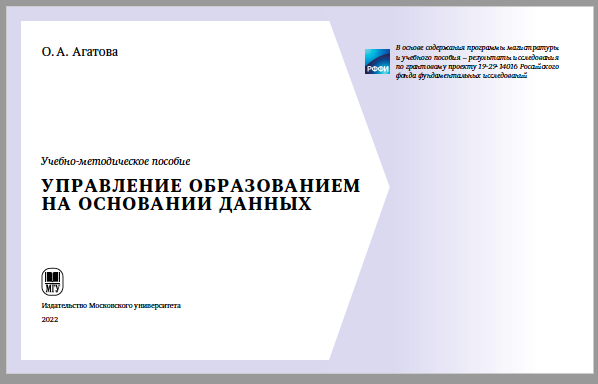 О. А. Агатова
РФФИ
В основе содержания программы магистратуры
и учебного пособия – результаты исследования
по грантовому проекту 19-29-14016 Российского
фонда фундаментальных исследований
Учебно-методическое пособие
УПРАВЛЕНИЕ ОБРАЗОВАНИЕМ
НА ОСНОВАНИИ ДАННЫХ
МГУ
Издательство Московского университета
2022